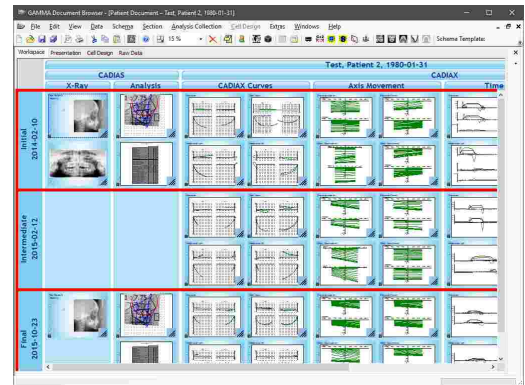 GAMMA Document Browser - [Patient Document - Test, Patient 2, 1980-01-31]
File Edit View Data Schema Section Analysis Collection Cell Design Extras Windows Help
15 % Schema Template:
Workspace Presentation Cell Design Raw Data
Test, Patient 2, 1980-01-31
CADIAS CADIAX
X-Ray Analysis CADIAX Curves Axis Movement Time
Initial
2014-02-10
Intermediate
2015-02-12
Final
2015-10-23